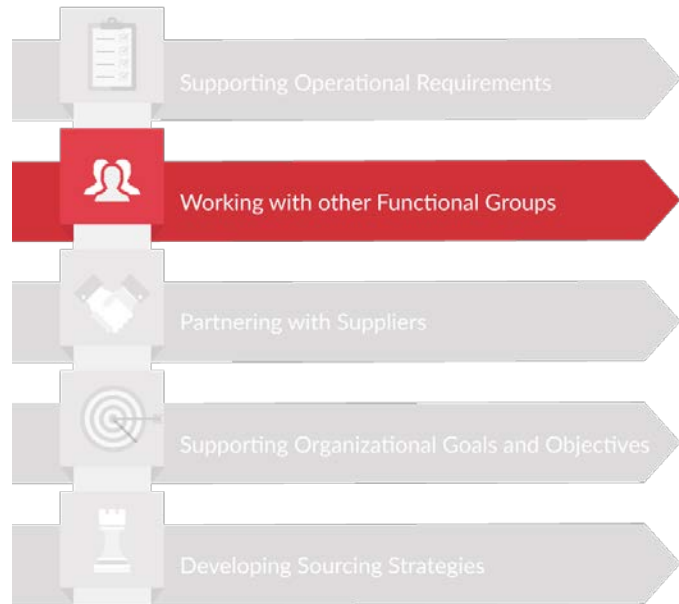 Supporting Operational Requirements
Working with other Functional Groups
Partnering with Suppliers
Supporting Organizational Goals and Objectives
Developing Sourcing Strategies